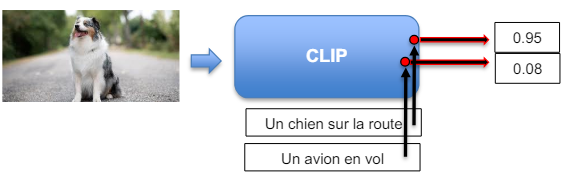 CLIP
0.95
0.08
Un chien sur la route
Un avion en vol